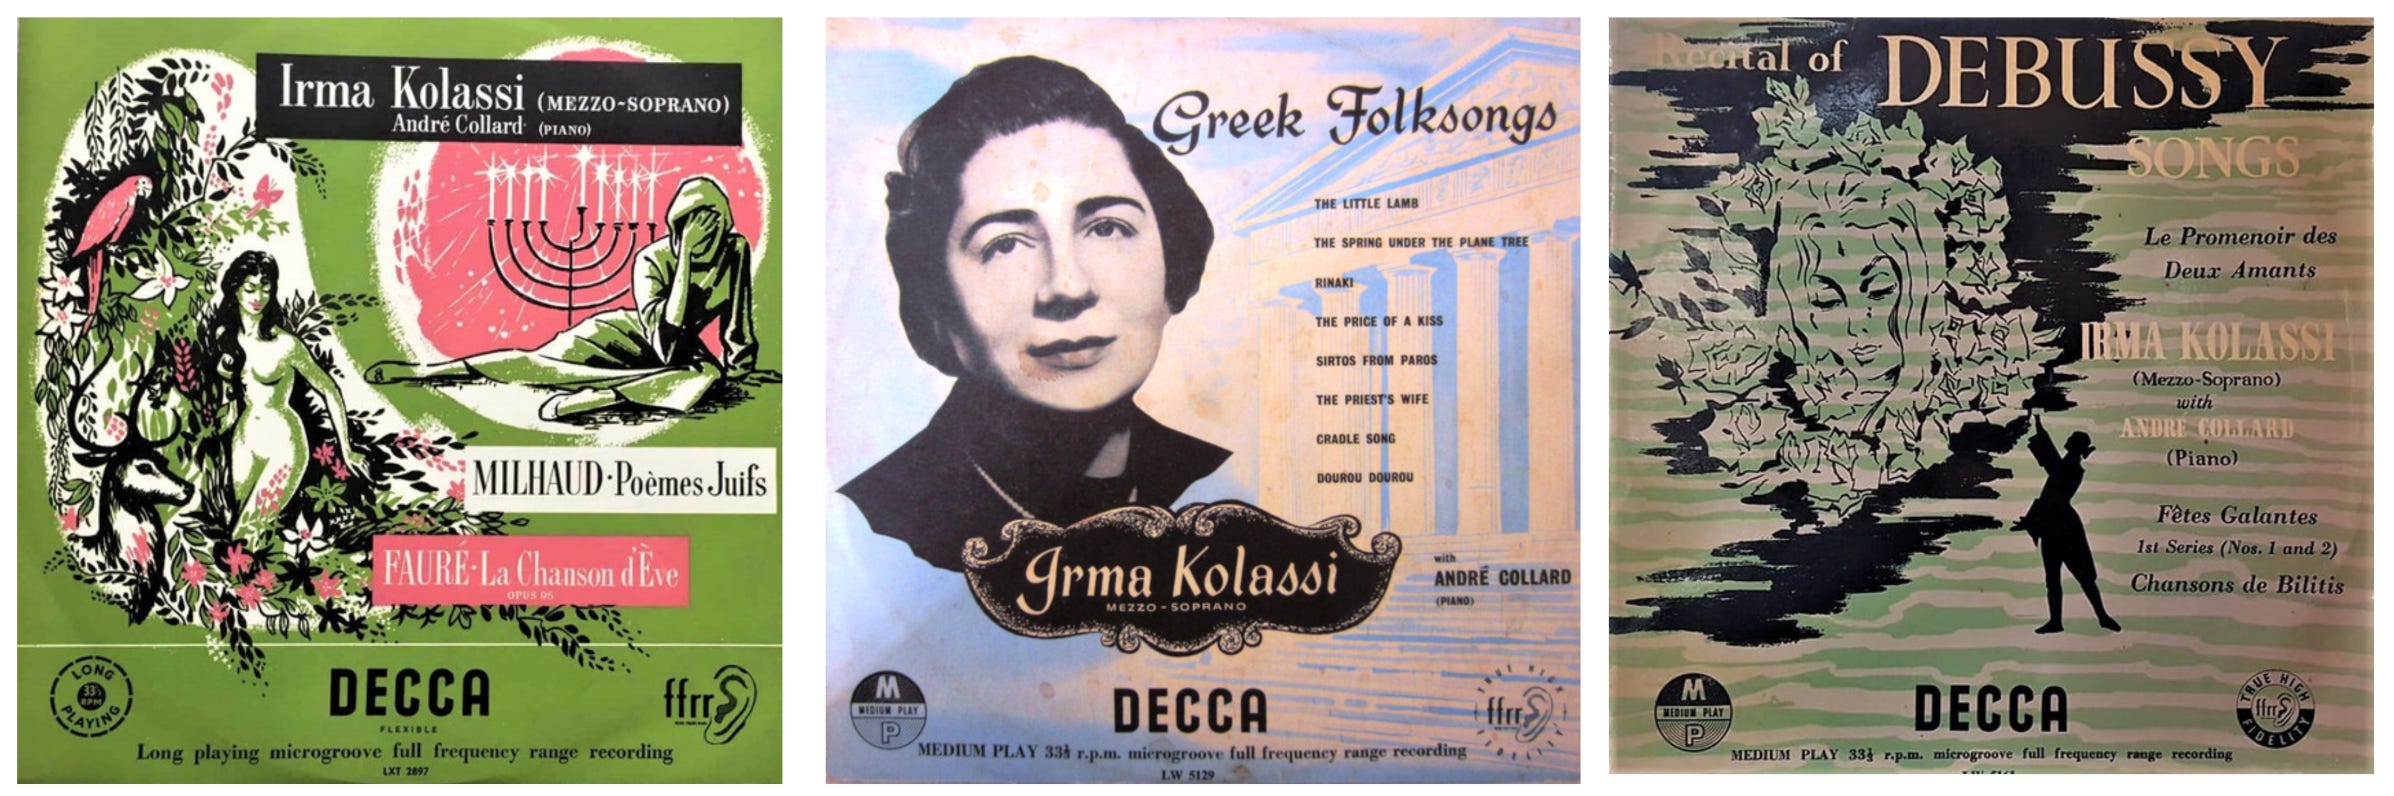 Irma Kolassi (MEZZO-SOPRANO)
André Collard (PIANO)
MILHAUD·Poèmes Juifs
FAURÉ·La Chanson d'Ève
OPUS 95
LONG
33⅓
RPM
PLAYING
DECCA
FLEXIBLE
ffrr
Long playing microgroove full frequency range recording
LXT 2897
Greek Folksongs
THE LITTLE LAMB
THE SPRING UNDER THE PLANE TREE
RINAKI
THE PRICE OF A KISS
SIRTOS FROM PAROS
THE PRIEST'S WIFE
CRADLE SONG
DOUROU DOUROU
Irma Kolassi
MEZZO-SOPRANO
with
ANDRÉ COLLARD
(PIANO)
M
MEDIUM PLAY
P
DECCA
TRUE HIGH
ffrr
FIDELITY
MEDIUM PLAY 33⅓ r.p.m. microgroove full frequency range recording
LW 5129
Recital of DEBUSSY
SONGS
Le Promenoir des
Deux Amants
IRMA KOLASSI
(Mezzo-Soprano)
with
ANDRÉ COLLARD
(Piano)
Fêtes Galantes
1st Series (Nos. 1 and 2)
Chansons de Bilitis
M
MEDIUM PLAY
P
DECCA
TRUE HIGH
ffrr
FIDELITY
MEDIUM PLAY 33⅓ r.p.m. microgroove full frequency range recording